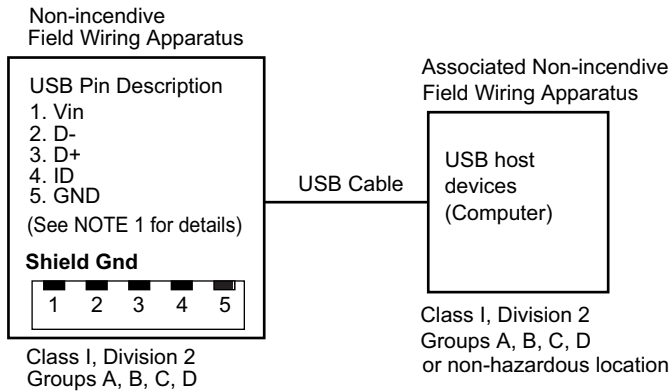 Non-incendive
Field Wiring Apparatus
USB Pin Description
1. Vin
2. D-
3. D+
4. ID
5. GND
(See NOTE 1 for details)
Shield Gnd
1 2 3 4 5
Class I, Division 2
Groups A, B, C, D
USB Cable
Associated Non-incendive
Field Wiring Apparatus
USB host
devices
(Computer)
Class I, Division 2
Groups A, B, C, D
or non-hazardous location